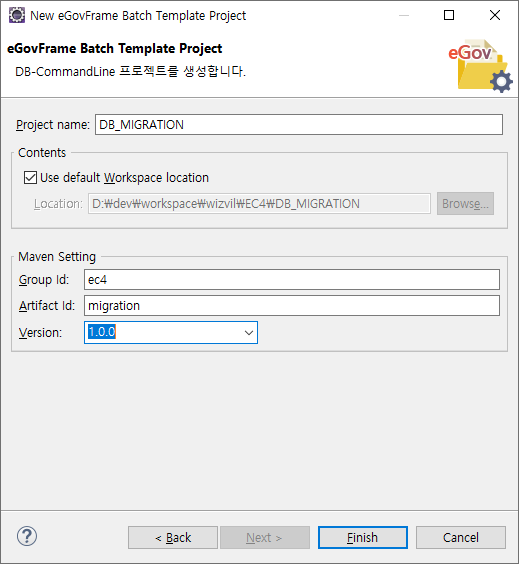 New eGovFrame Batch Template Project
eGovFrame Batch Template Project
DB-CommandLine 프로젝트를 생성합니다.
eGov
Project name: DB_MIGRATION
Contents
Use default Workspace location
Location: D:₩dev₩workspace₩wizvil₩EC4₩DB_MIGRATION Browse...
Maven Setting
Group Id: ec4
Artifact Id: migration
Version: 1.0.0
? < Back Next > Finish Cancel